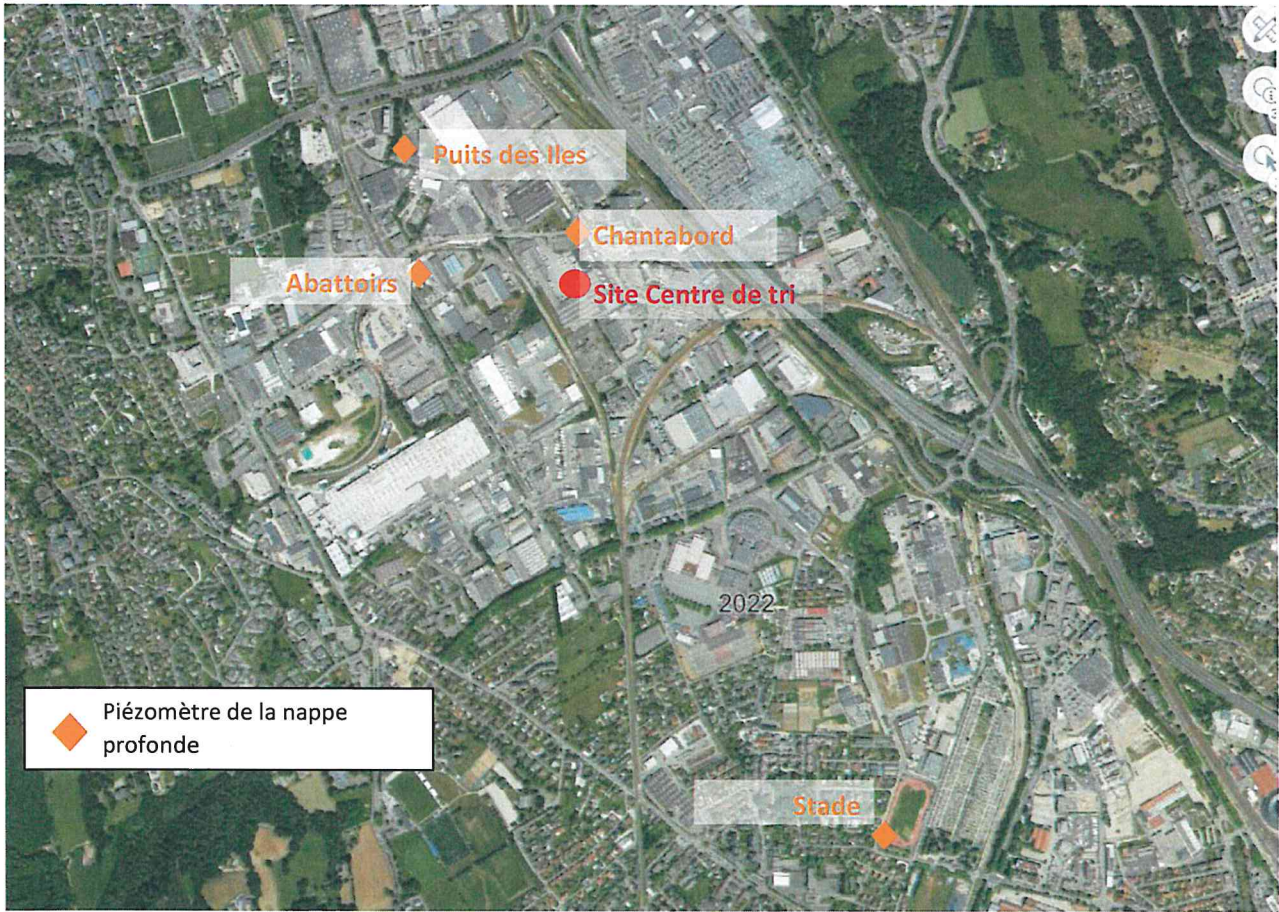 Puits des Iles
Chantabord
Abattoirs
Site Centre de tri
2022
Piézomètre de la nappe
profonde
Stade